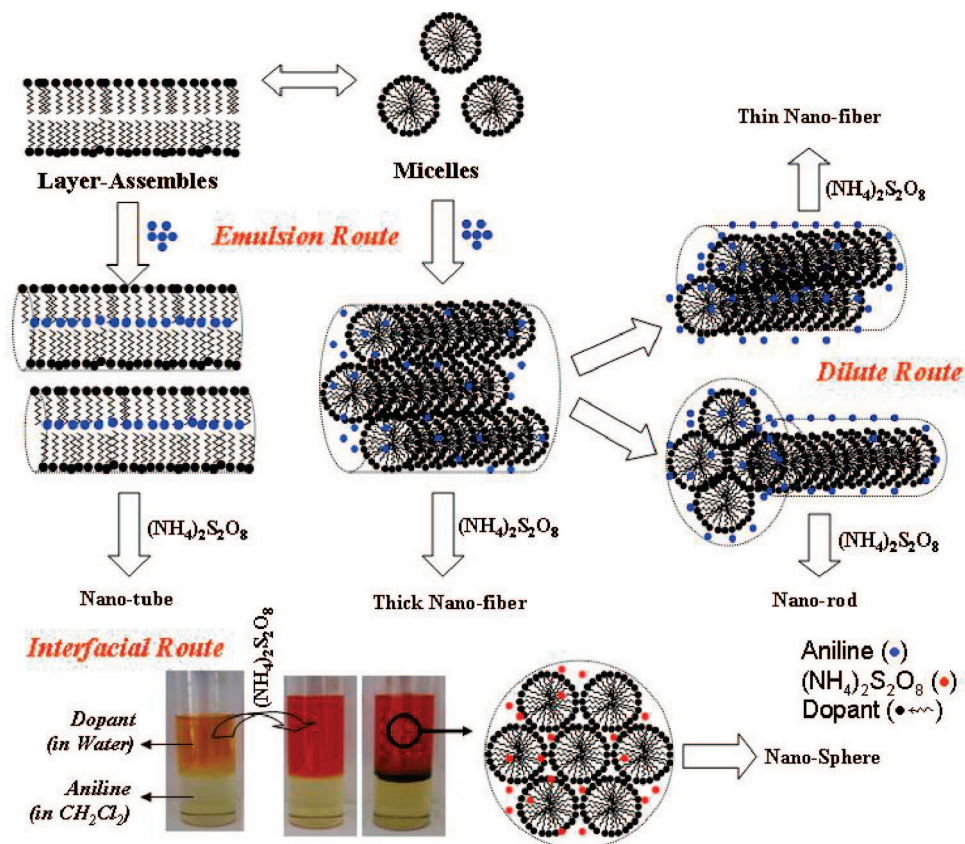 Layer-Assembles
Micelles
Thin Nano-fiber
(NH4)2S2O8
Emulsion Route
Dilute Route
(NH4)2S2O8
(NH4)2S2O8
(NH4)2S2O8
Nano-tube
Thick Nano-fiber
Nano-rod
Interfacial Route
(NH4)2S2O8
Dopant
(in Water)
Aniline
(in CH2Cl2)
Aniline (•)
(NH4)2S2O8 (•)
Dopant (•)
Nano-Sphere